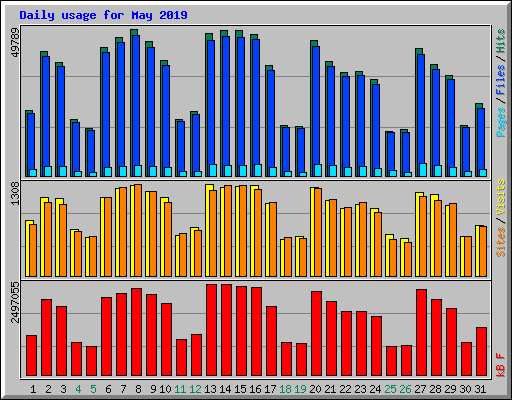 Daily usage for May 2019
49789
Pages/Files/Hits
1308
Sites/Visits
2497055
kB F
1 2 3 4 5 6 7 8 9 10 11 12 13 14 15 16 17 18 19 20 21 22 23 24 25 26 27 28 29 30 31